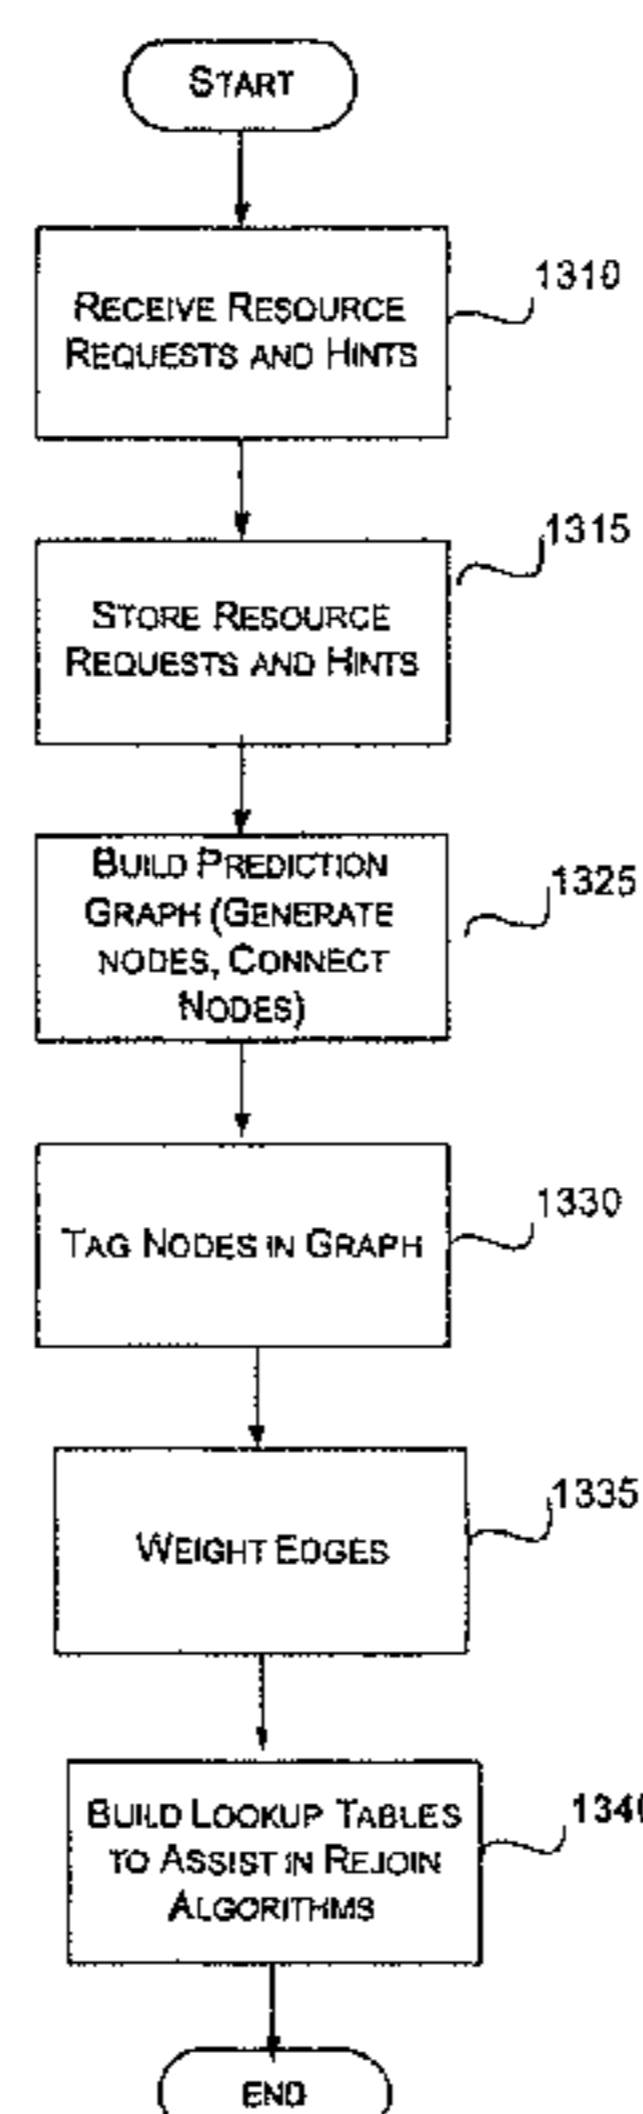 START
RECEIVE RESOURCE
REQUESTS AND HINTS
1310
STORE RESOURCE
REQUESTS AND HINTS
1315
BUILD PREDICTION
GRAPH (GENERATE
NODES, CONNECT
NODES)
1325
TAG NODES IN GRAPH
1330
WEIGHT EDGES
1335
BUILD LOOKUP TABLES
TO ASSIST IN REJOIN
ALGORITHMS
1340
END